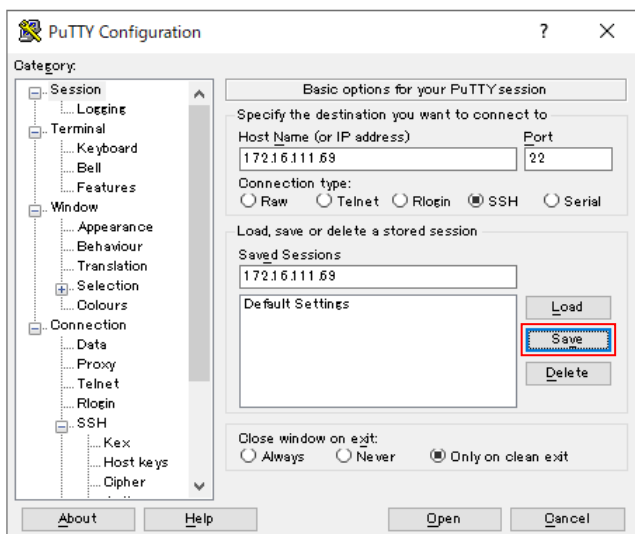 PuTTY Configuration
?
Category:
Session
Logging
Terminal
Keyboard
Bell
Features
Window
Appearance
Behaviour
Translation
Selection
Colours
Connection
Data
Proxy
Telnet
Rlogin
SSH
Kex
Host keys
Cipher
Basic options for your PuTTY session
Specify the destination you want to connect to
Host Name (or IP address) Port
172.16.111.69 22
Connection type:
Raw Telnet Rlogin SSH Serial
Load, save or delete a stored session
Saved Sessions
172.16.111.69
Default Settings
Load
Save
Delete
Close window on exit:
Always Never Only on clean exit
About Help Open Cancel